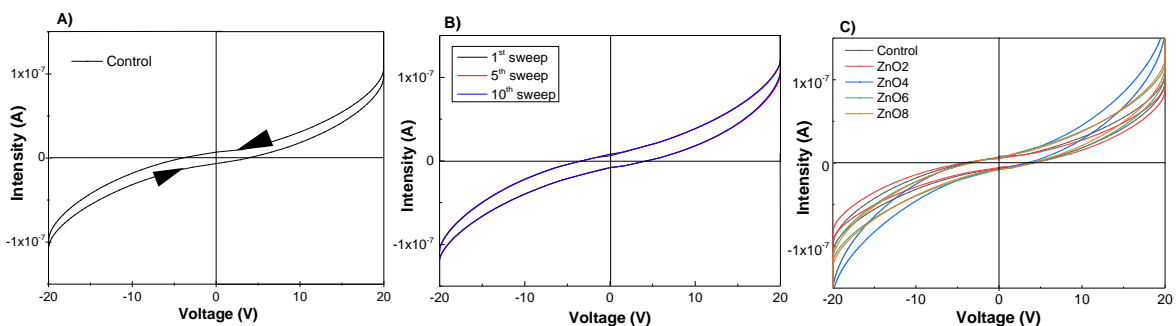 A)
Control
1x10⁻⁷
0
-1x10⁻⁷
-20 -10 0 10 20
Voltage (V)
Intensity (A)
B)
1ˢᵗ sweep
5ᵗʰ sweep
10ᵗʰ sweep
1x10⁻⁷
0
-1x10⁻⁷
-20 -10 0 10 20
Voltage (V)
Intensity (A)
C)
Control
ZnO2
ZnO4
ZnO6
ZnO8
1x10⁻⁷
0
-1x10⁻⁷
-20 -10 0 10 20
Voltage (V)
Intensity (A)